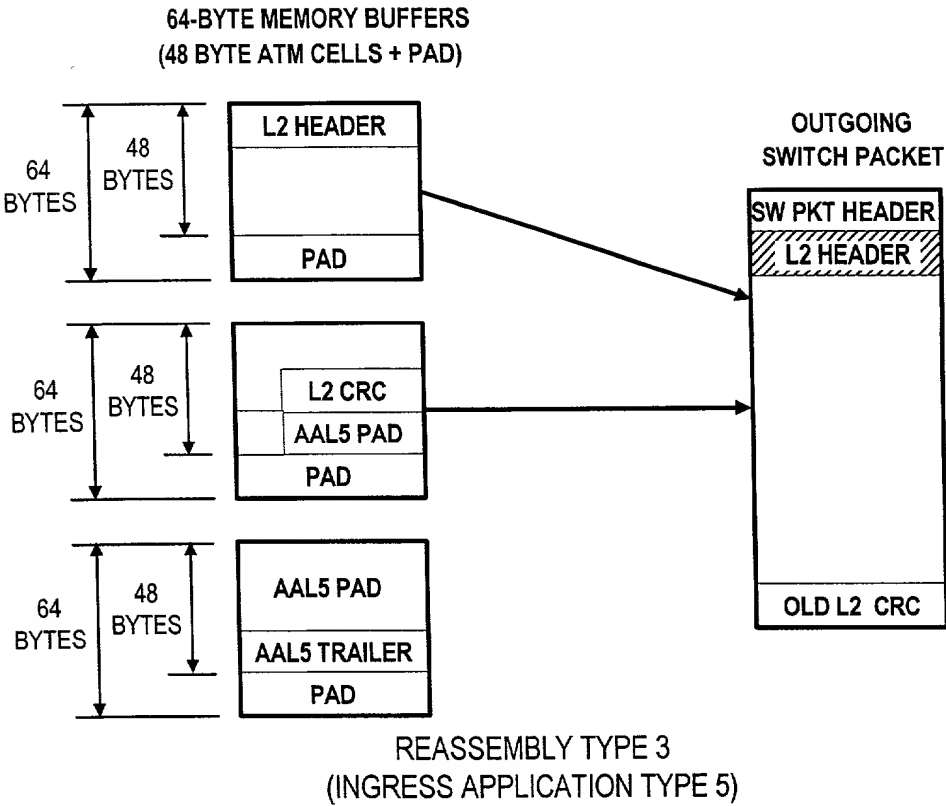 64-BYTE MEMORY BUFFERS
(48 BYTE ATM CELLS + PAD)
64
BYTES
48
BYTES
L2 HEADER
PAD
64
BYTES
48
BYTES
L2 CRC
AAL5 PAD
PAD
64
BYTES
48
BYTES
AAL5 PAD
AAL5 TRAILER
PAD
OUTGOING
SWITCH PACKET
SW PKT HEADER
L2 HEADER
OLD L2 CRC
REASSEMBLY TYPE 3
(INGRESS APPLICATION TYPE 5)